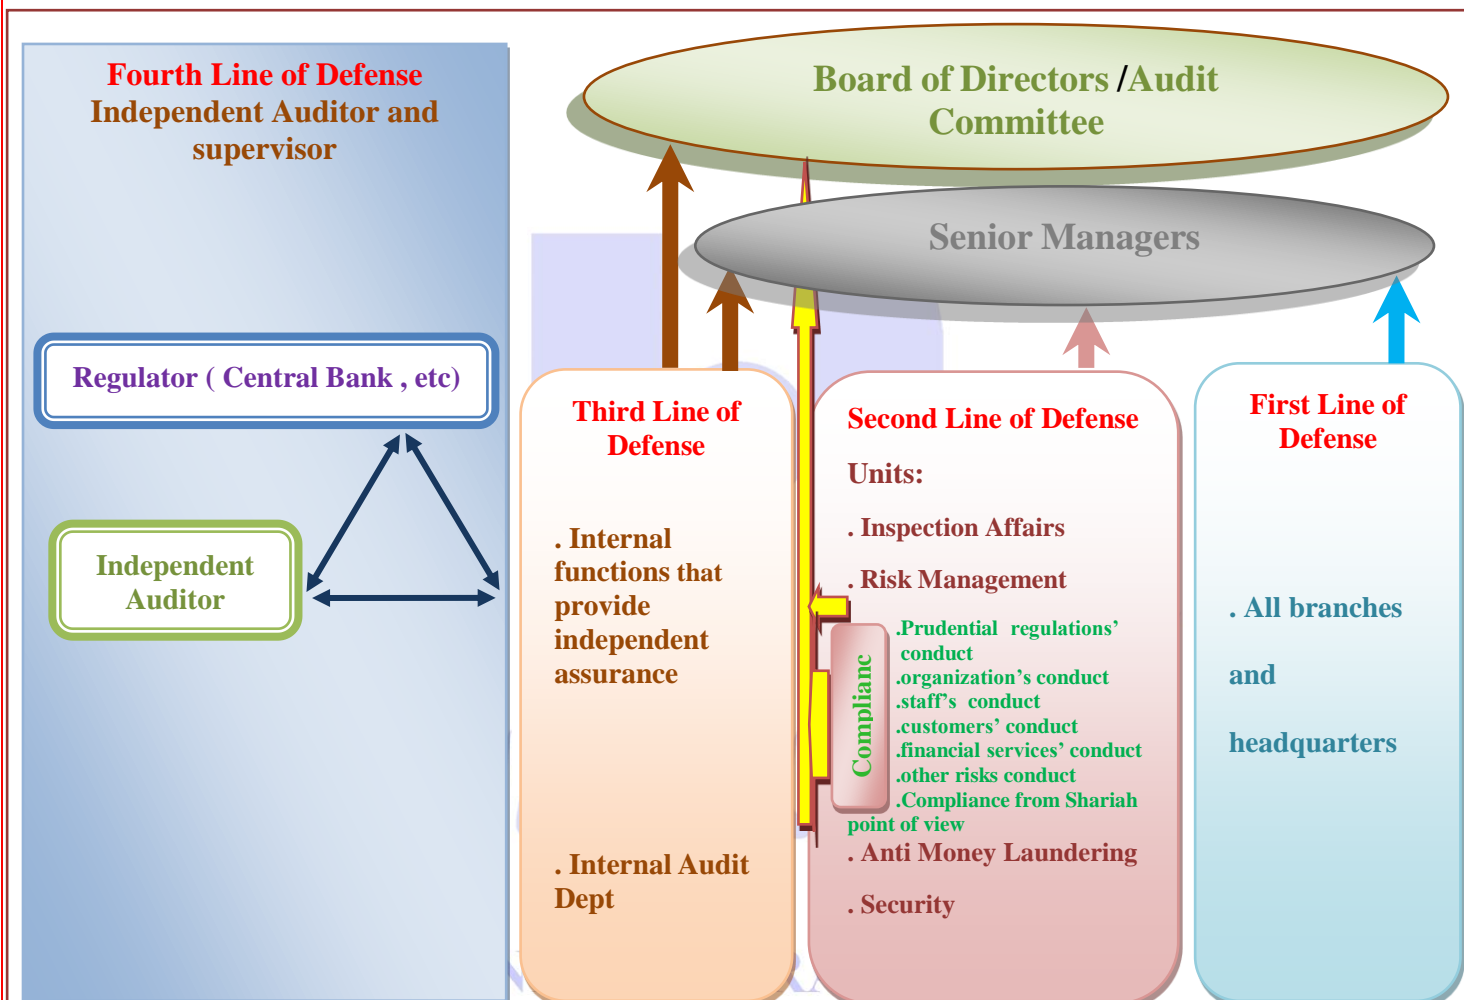 Fourth Line of Defense
Independent Auditor and
supervisor
Regulator ( Central Bank , etc)
Independent
Auditor
Board of Directors /Audit
Committee
Senior Managers
Third Line of
Defense
. Internal
functions that
provide
independent
assurance
. Internal Audit
Dept
Second Line of Defense
Units:
. Inspection Affairs
. Risk Management
Complianc
.Prudential regulations’
conduct
.organization’s conduct
.staff’s conduct
.customers’ conduct
.financial services’ conduct
.other risks conduct
.Compliance from Shariah
point of view
. Anti Money Laundering
. Security
First Line of
Defense
. All branches
and
headquarters